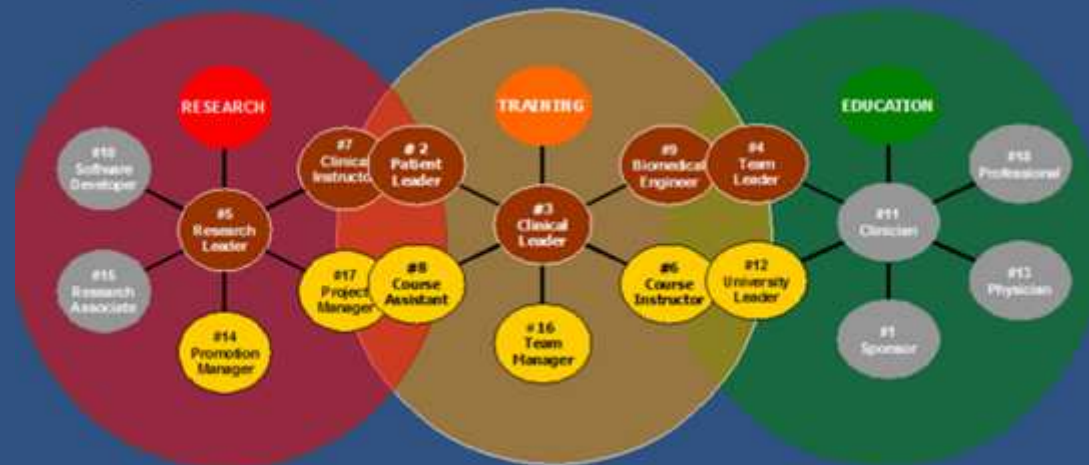 RESEARCH
#10
Software
Developer
#7
Clinical
Instructor
#5
Research
Leader
#15
Research
Associate
#17
Project
Manager
#14
Promotion
Manager
TRAINING
# 2
Patient
Leader
#9
Biomedical
Engineer
#3
Clinical
Leader
#8
Course
Assistant
#6
Course
Instructor
#16
Team
Manager
EDUCATION
#4
Team
Leader
#18
Professional
#11
Clinician
#12
University
Leader
#13
Physician
#1
Sponsor